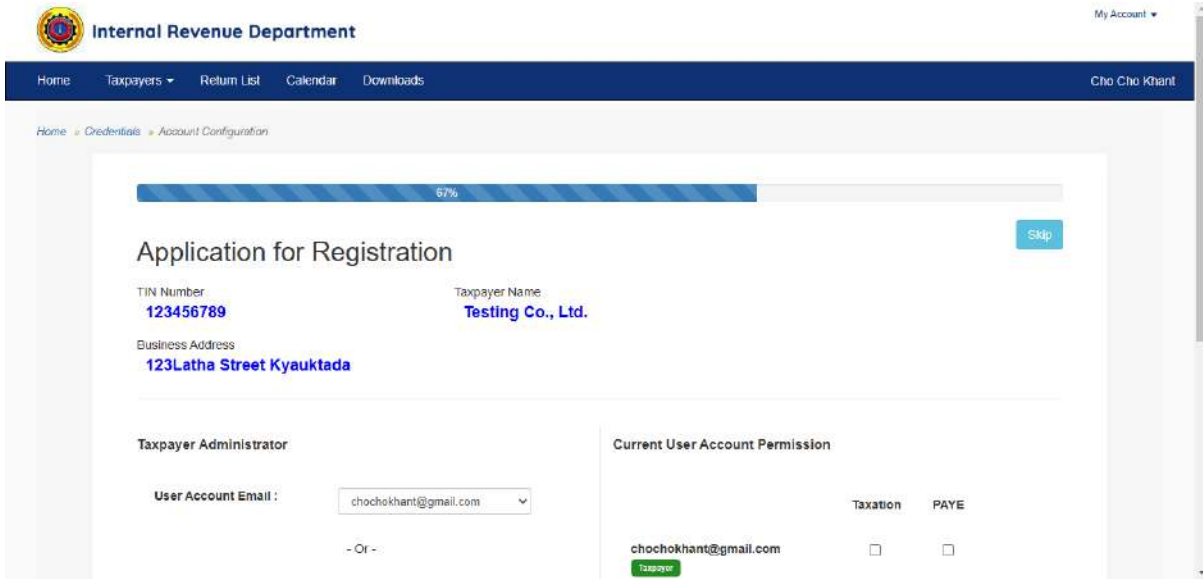 My Account
Internal Revenue Department
Home Taxpayers Return List Calendar Downloads Cho Cho Khant
Home » Credentials » Account Configuration
67%
Skip
Application for Registration
TIN Number Taxpayer Name
123456789 Testing Co., Ltd.
Business Address
123Latha Street Kyauktada
Taxpayer Administrator
User Account Email :
chochokhant@gmail.com
- Or -
Current User Account Permission
Taxation PAYE
chochokhant@gmail.com
Taxpayer